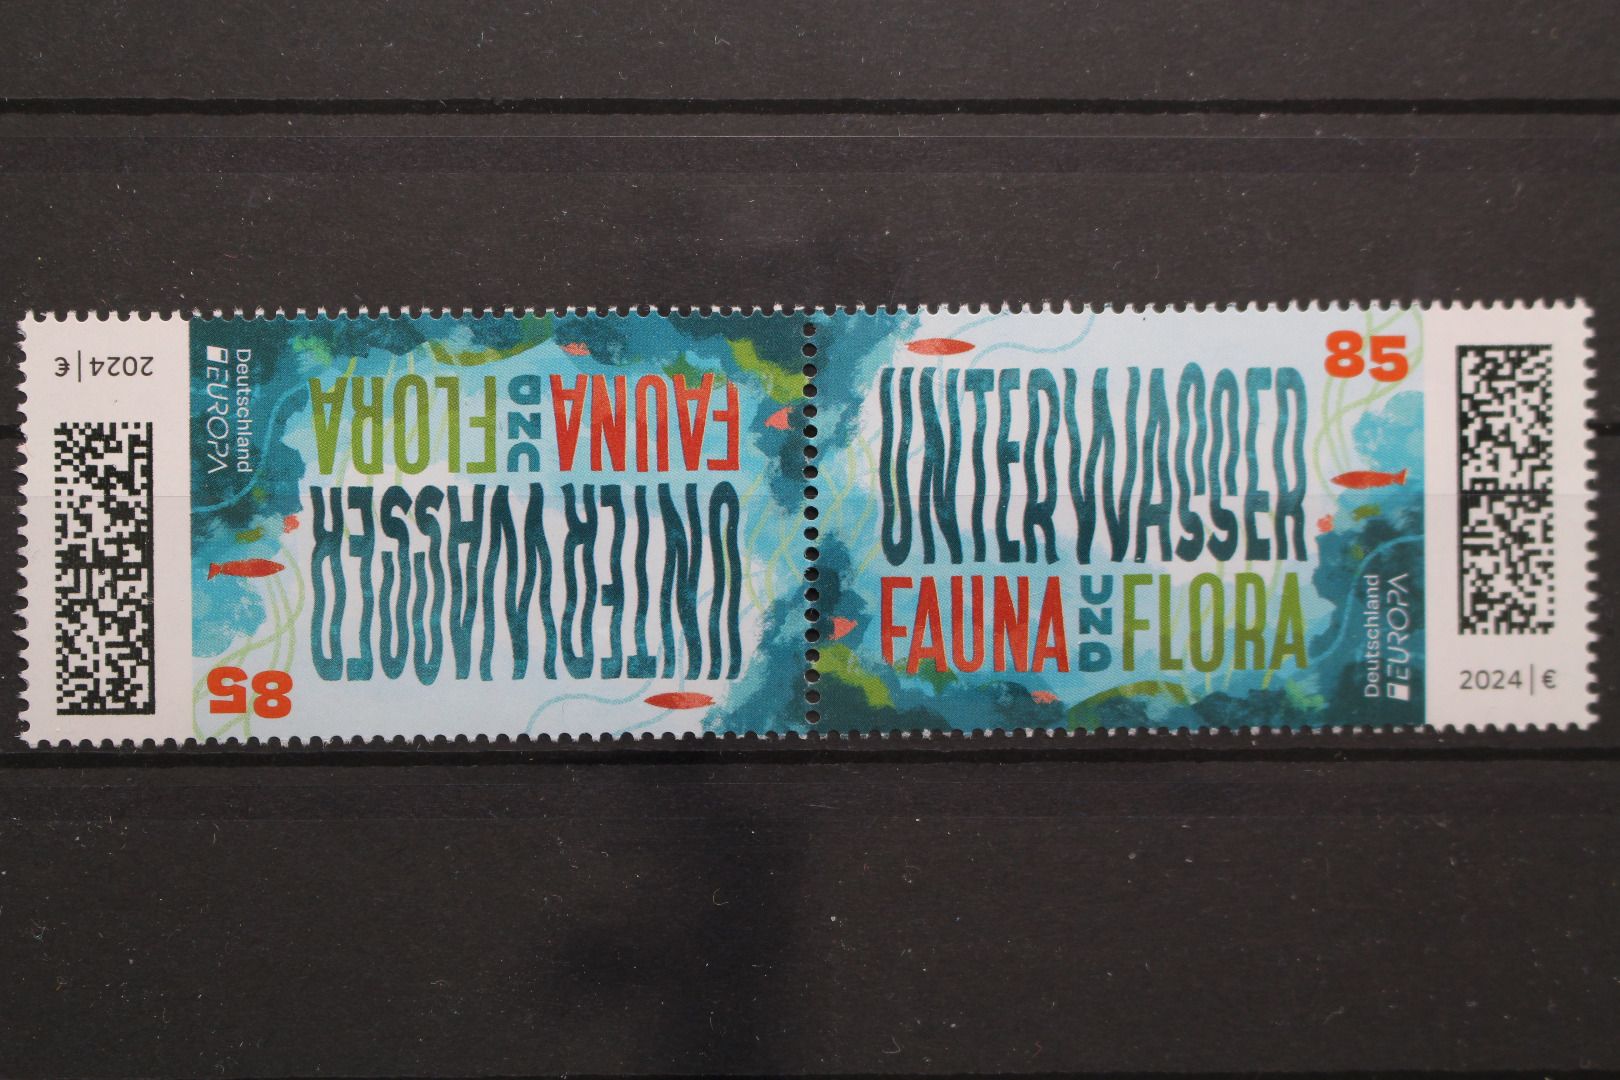 2024 | €
Deutschland
EUROPA
FAUNA UND FLORA
UNTERWASSER
85
85
UNTERWASSER
FAUNA UND FLORA
Deutschland
EUROPA
2024 | €